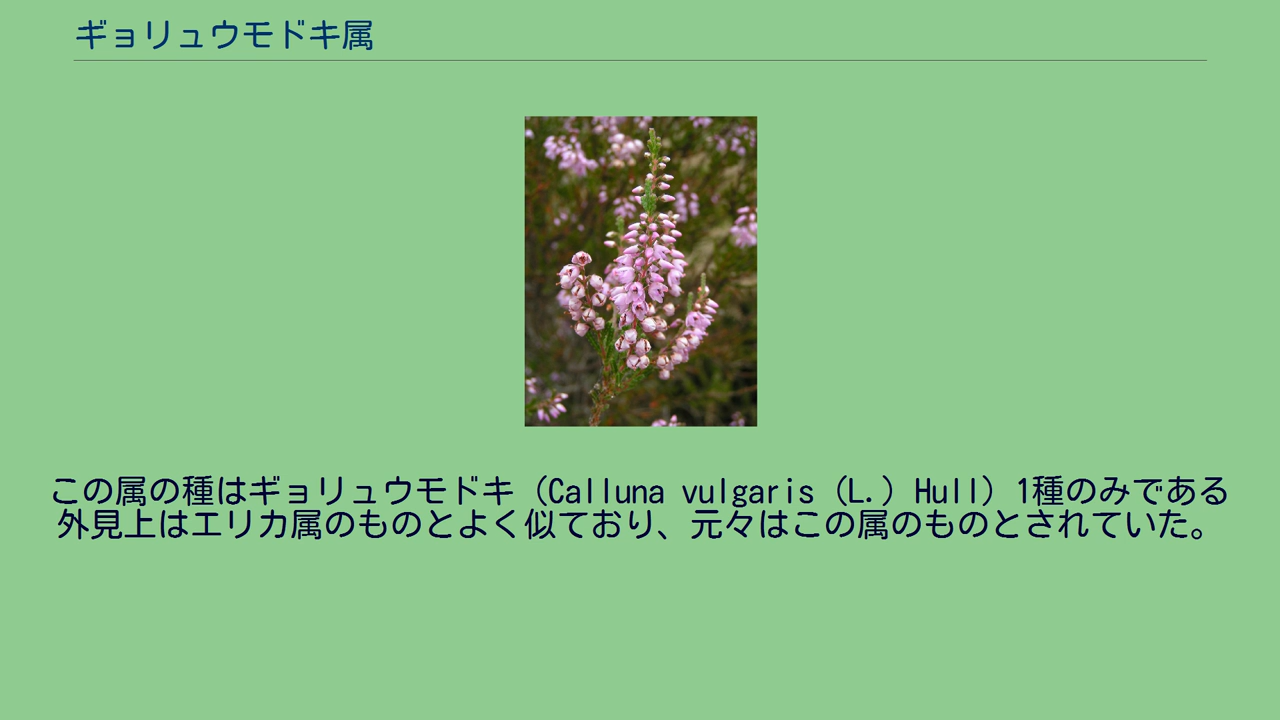 ギョリュウモドキ属
この属の種はギョリュウモドキ（Calluna vulgaris（L.）Hull）1種のみである
外見上はエリカ属のものとよく似ており、元々はこの属のものとされていた。